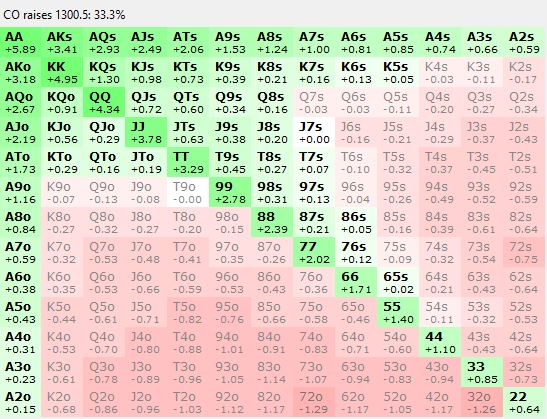 CO raises 1300.5: 33.3%
AA AKs AQs AJs ATs A9s A8s A7s A6s A5s A4s A3s A2s
+5.89 +3.41 +2.93 +2.49 +2.06 +1.53 +1.24 +1.00 +0.81 +0.85 +0.74 +0.66 +0.59
AKo KK KQs KJs KTs K9s K8s K7s K6s K5s K4s K3s K2s
+3.18 +4.95 +1.30 +0.98 +0.73 +0.39 +0.21 +0.16 +0.13 +0.05 -0.03 -0.11 -0.17
AQo KQo QQ QJs QTs Q9s Q8s Q7s Q6s Q5s Q4s Q3s Q2s
+2.67 +0.91 +4.34 +0.72 +0.60 +0.34 +0.16 -0.03 -0.03 -0.11 -0.20 -0.27 -0.34
AJo KJo QJo JJ JTs J9s J8s J7s J6s J5s J4s J3s J2s
+2.19 +0.56 +0.29 +3.78 +0.63 +0.38 +0.20 +0.00 -0.16 -0.21 -0.29 -0.37 -0.43
ATo KTo QTo JTo TT T9s T8s T7s T6s T5s T4s T3s T2s
+1.73 +0.29 +0.16 +0.19 +3.29 +0.45 +0.27 +0.07 -0.10 -0.32 -0.37 -0.45 -0.51
A9o K9o Q9o J9o T9o 99 98s 97s 96s 95s 94s 93s 92s
+1.16 -0.07 -0.13 -0.08 -0.00 +2.78 +0.31 +0.13 -0.04 -0.26 -0.49 -0.52 -0.59
A8o K8o Q8o J8o T8o 98o 88 87s 86s 85s 84s 83s 82s
+0.84 -0.27 -0.32 -0.27 -0.20 -0.15 +2.39 +0.21 +0.05 -0.16 -0.39 -0.61 -0.64
A7o K7o Q7o J7o T7o 97o 87o 77 76s 75s 74s 73s 72s
+0.59 -0.32 -0.53 -0.48 -0.41 -0.35 -0.26 +2.02 +0.12 -0.09 -0.32 -0.54 -0.75
A6o K6o Q6o J6o T6o 96o 86o 76o 66 65s 64s 63s 62s
+0.38 -0.35 -0.53 -0.66 -0.59 -0.53 -0.43 -0.36 +1.71 +0.02 -0.21 -0.43 -0.64
A5o K5o Q5o J5o T5o 95o 85o 75o 65o 55 54s 53s 52s
+0.43 -0.44 -0.61 -0.71 -0.82 -0.76 -0.66 -0.58 -0.46 +1.40 -0.11 -0.32 -0.53
A4o K4o Q4o J4o T4o 94o 84o 74o 64o 54o 44 43s 42s
+0.31 -0.53 -0.70 -0.80 -0.88 -1.01 -0.91 -0.83 -0.71 -0.60 +1.10 -0.43 -0.64
A3o K3o Q3o J3o T3o 93o 83o 73o 63o 53o 43o 33 32s
+0.23 -0.61 -0.78 -0.89 -0.96 -1.05 -1.14 -1.07 -0.94 -0.83 -0.94 +0.85 -0.73
A2o K2o Q2o J2o T2o 92o 82o 72o 62o 52o 42o 32o 22
+0.15 -0.68 -0.86 -0.96 -1.03 -1.12 -1.17 -1.29 -1.17 -1.05 -1.17 -1.26 +0.64